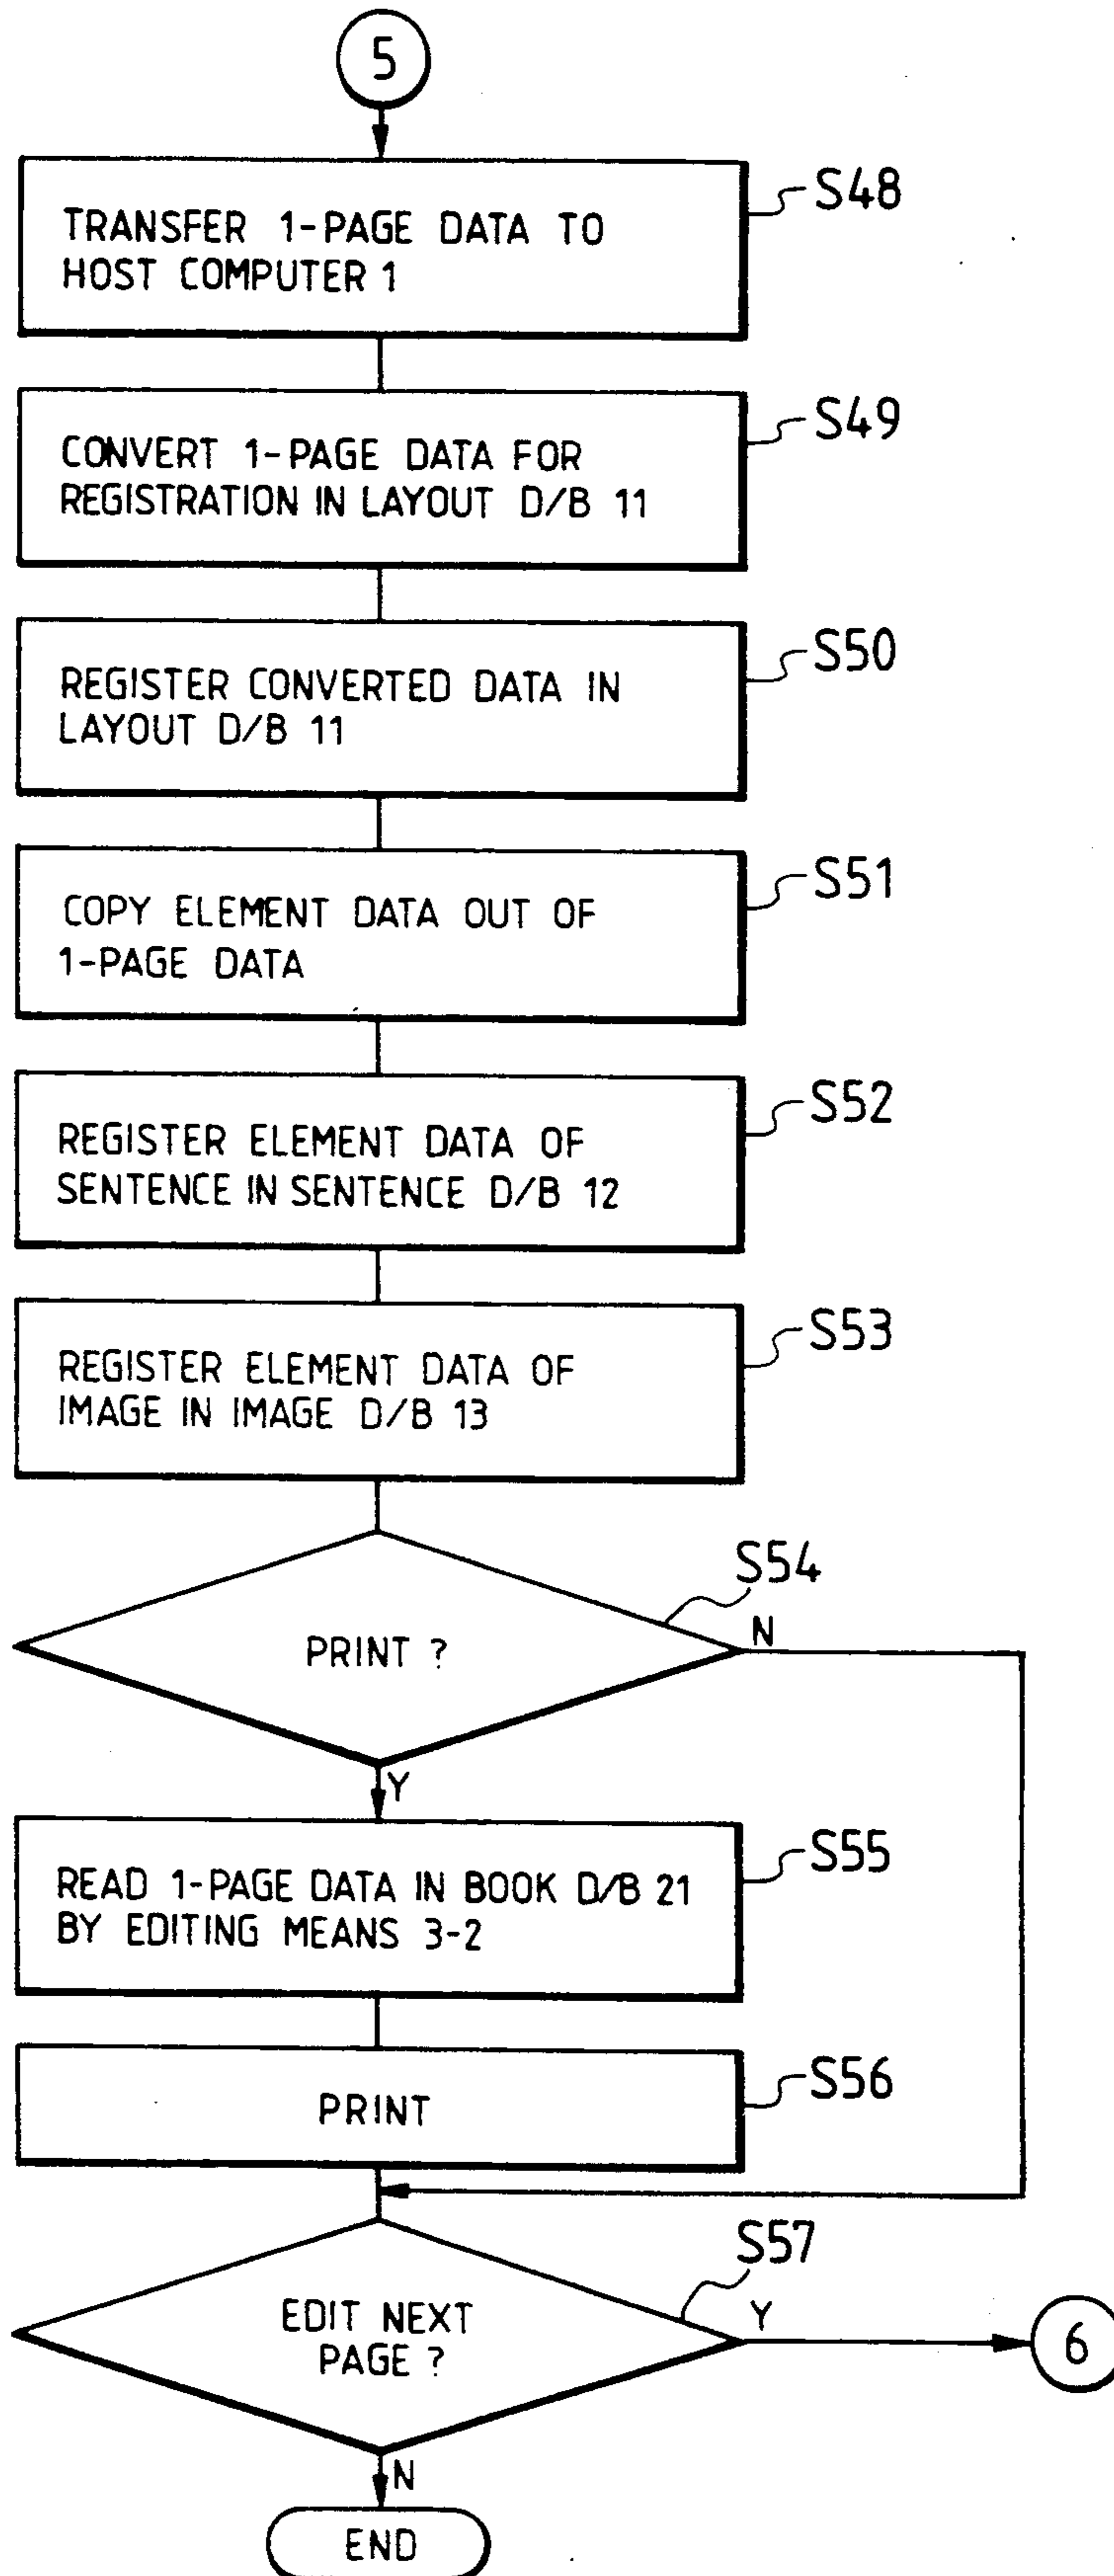 5
TRANSFER 1-PAGE DATA TO
HOST COMPUTER 1
S48
CONVERT 1-PAGE DATA FOR
REGISTRATION IN LAYOUT D/B 11
S49
REGISTER CONVERTED DATA IN
LAYOUT D/B 11
S50
COPY ELEMENT DATA OUT OF
1-PAGE DATA
S51
REGISTER ELEMENT DATA OF
SENTENCE IN SENTENCE D/B 12
S52
REGISTER ELEMENT DATA OF
IMAGE IN IMAGE D/B 13
S53
PRINT ?
S54
N
Y
READ 1-PAGE DATA IN BOOK D/B 21
BY EDITING MEANS 3-2
S55
PRINT
S56
EDIT NEXT
PAGE ?
S57
Y
6
N
END